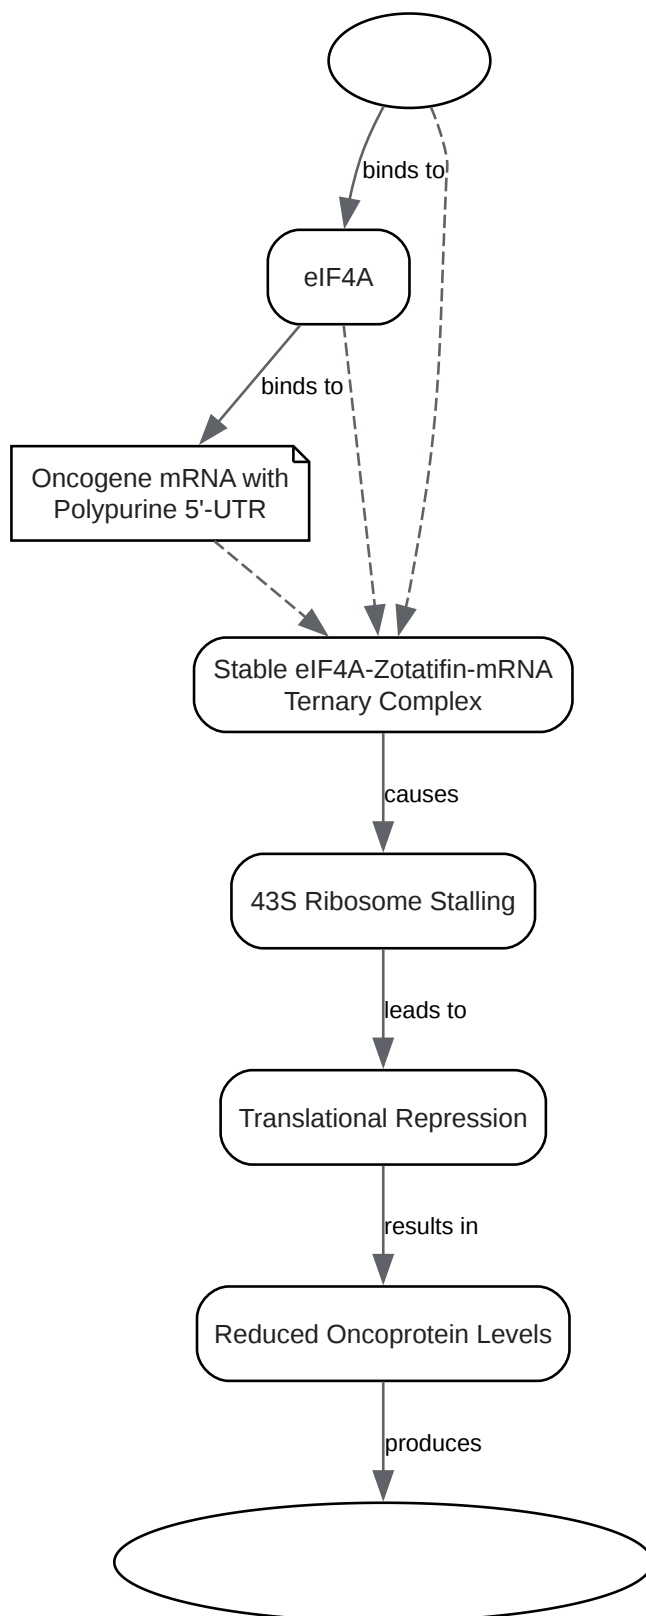 binds to
eIF4A
binds to
Oncogene mRNA with
Polypurine 5'-UTR
Stable eIF4A-Zotatifin-mRNA
Ternary Complex
causes
43S Ribosome Stalling
leads to
Translational Repression
results in
Reduced Oncoprotein Levels
produces